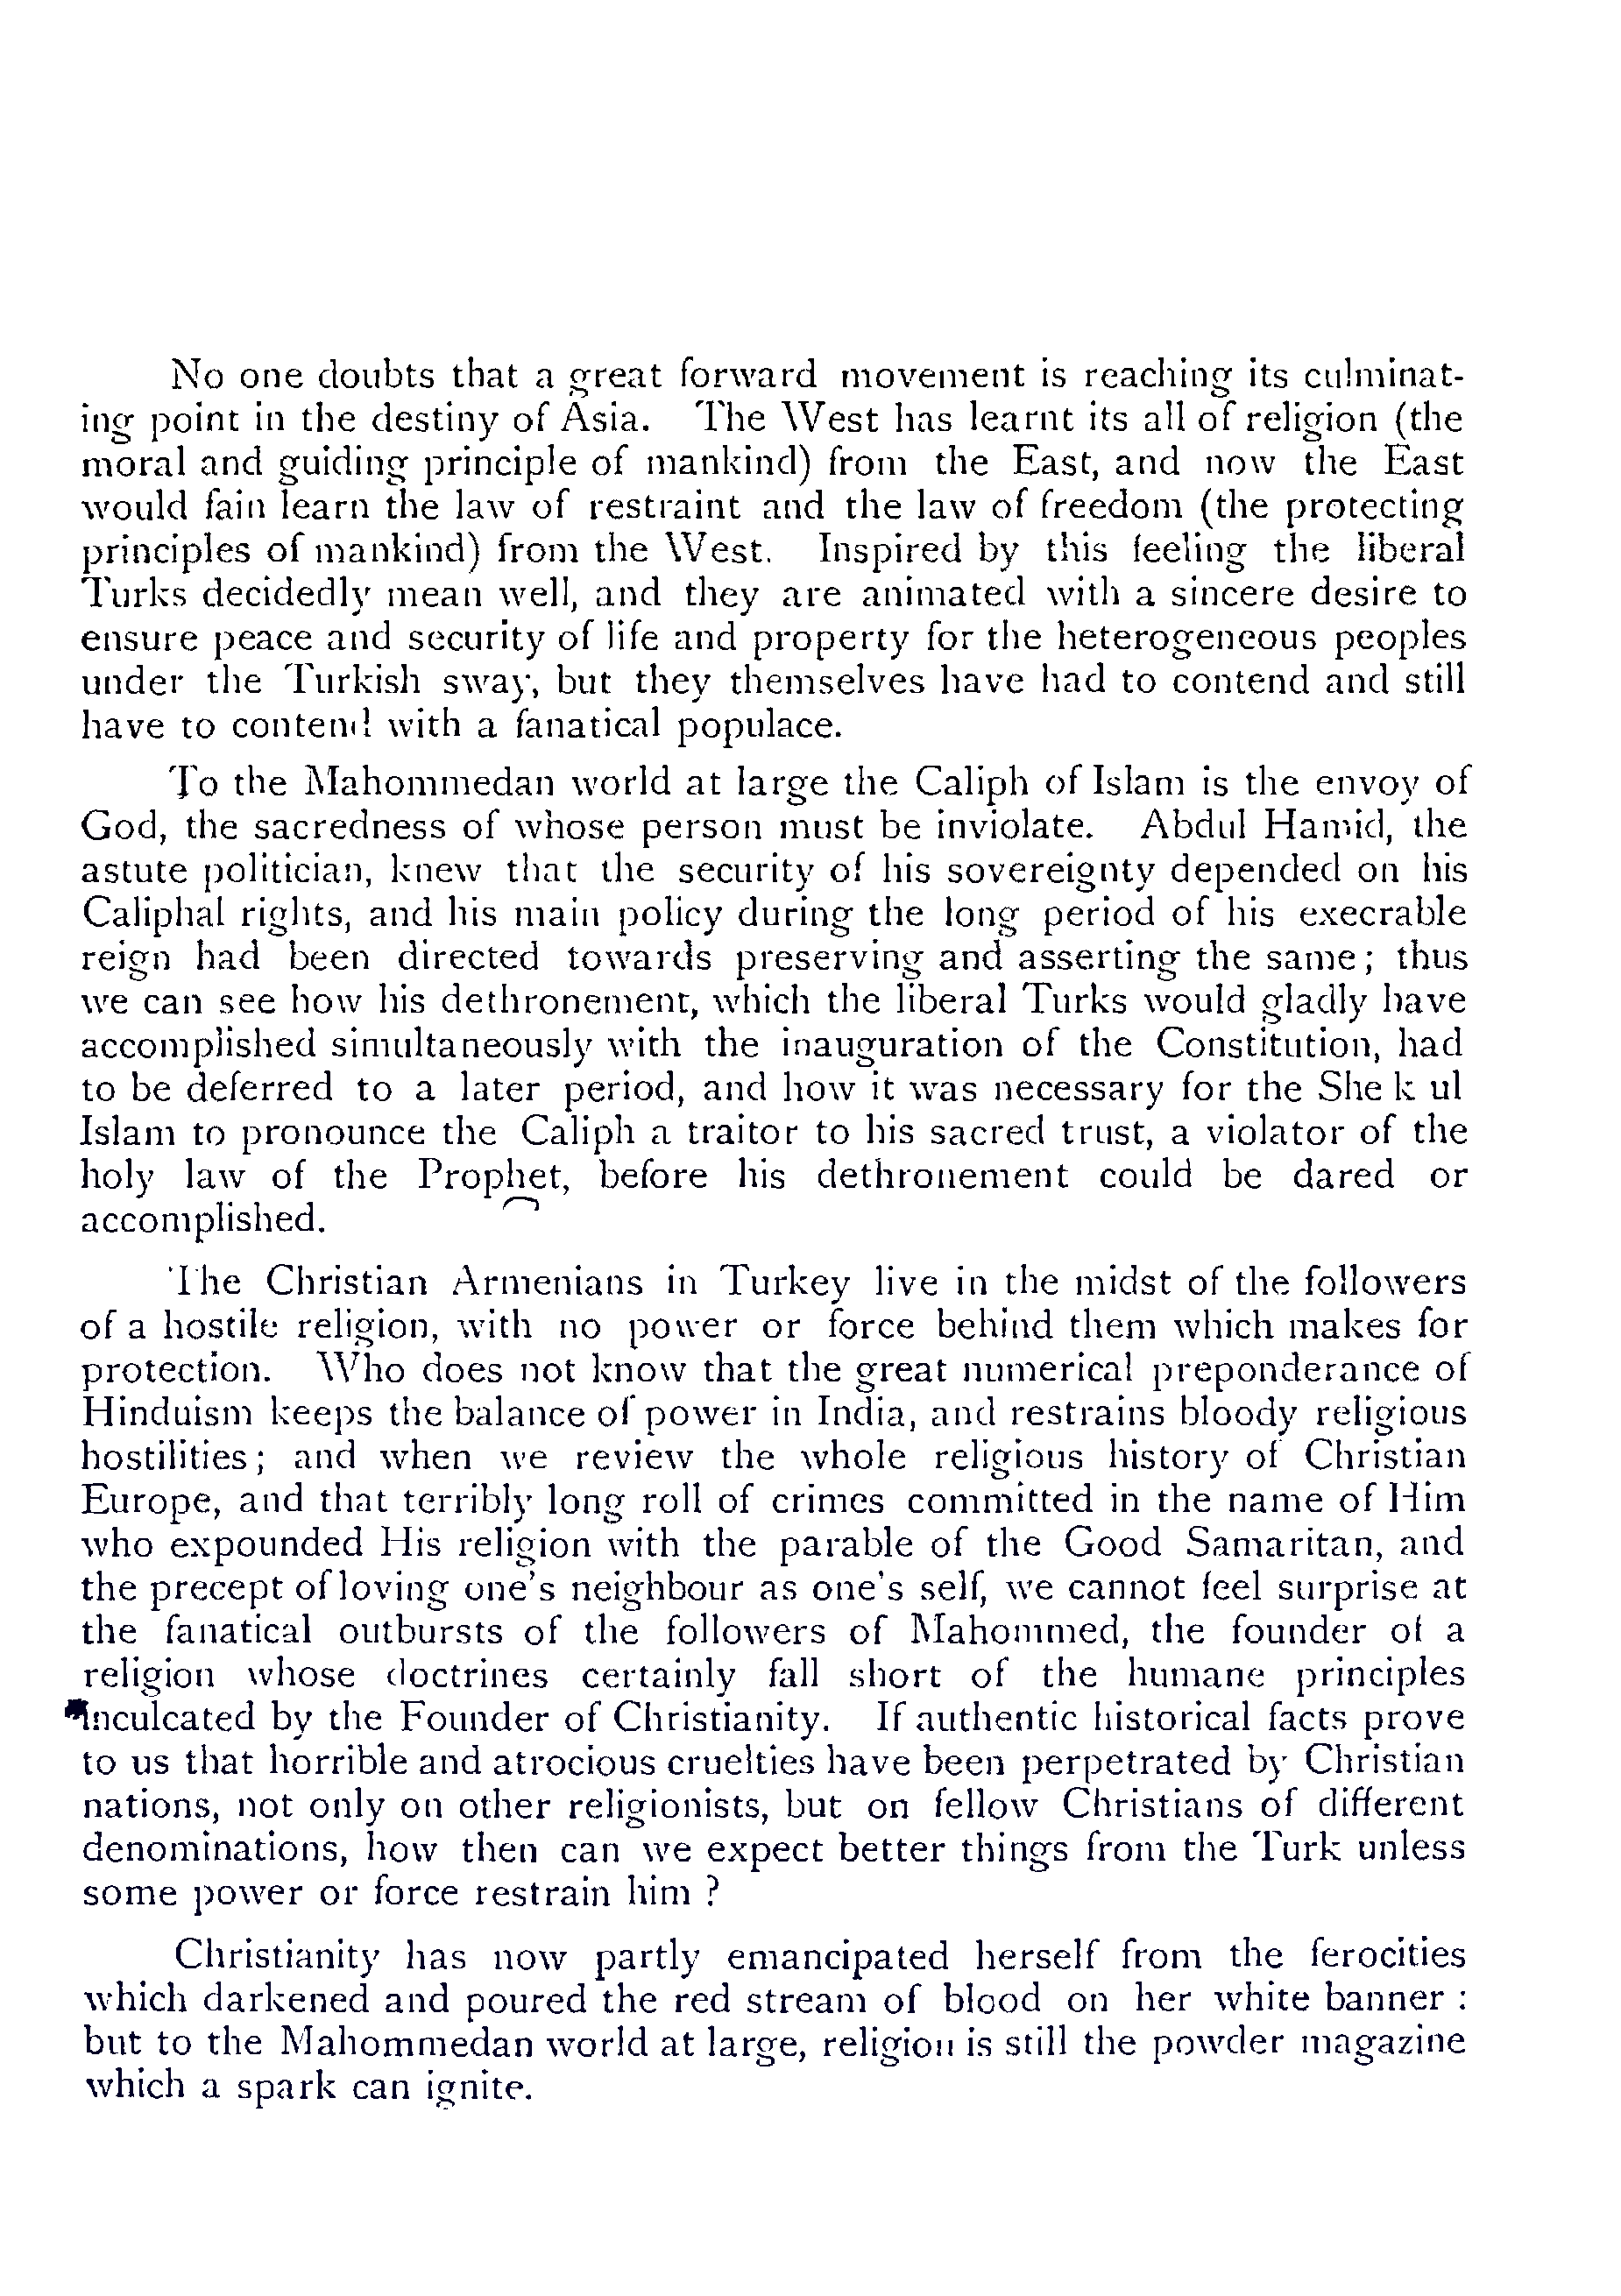 No one doubts that a great forward movement is reaching its culminat-
ing point in the destiny of Asia. The West has learnt its all of religion (the
moral and guiding principle of mankind) from the East, and now the East
would fain learn the law of restraint and the law of freedom (the protecting
principles of mankind) from the West. Inspired by this feeling the liberal
Turks decidedly mean well, and they are animated with a sincere desire to
ensure peace and security of life and property for the heterogeneous peoples
under the Turkish sway, but they themselves have had to contend and still
have to contend with a fanatical populace.
To the Mahommedan world at large the Caliph of Islam is the envoy of
God, the sacredness of whose person must be inviolate. Abdul Hamid, the
astute politician, knew that the security of his sovereignty depended on his
Caliphal rights, and his main policy during the long period of his execrable
reign had been directed towards preserving and asserting the same; thus
we can see how his dethronement, which the liberal Turks would gladly have
accomplished simultaneously with the inauguration of the Constitution, had
to be deferred to a later period, and how it was necessary for the She k ul
Islam to pronounce the Caliph a traitor to his sacred trust, a violator of the
holy law of the Prophet, before his dethronement could be dared or
accomplished.
The Christian Armenians in Turkey live in the midst of the followers
of a hostile religion, with no power or force behind them which makes for
protection. Who does not know that the great numerical preponderance of
Hinduism keeps the balance of power in India, and restrains bloody religious
hostilities; and when we review the whole religious history of Christian
Europe, and that terribly long roll of crimes committed in the name of Him
who expounded His religion with the parable of the Good Samaritan, and
the precept of loving one's neighbour as one's self, we cannot feel surprise at
the fanatical outbursts of the followers of Mahommed, the founder of a
religion whose doctrines certainly fall short of the humane principles
inculcated by the Founder of Christianity. If authentic historical facts prove
to us that horrible and atrocious cruelties have been perpetrated by Christian
nations, not only on other religionists, but on fellow Christians of different
denominations, how then can we expect better things from the Turk unless
some power or force restrain him ?
Christianity has now partly emancipated herself from the ferocities
which darkened and poured the red stream of blood on her white banner :
but to the Mahommedan world at large, religion is still the powder magazine
which a spark can ignite.